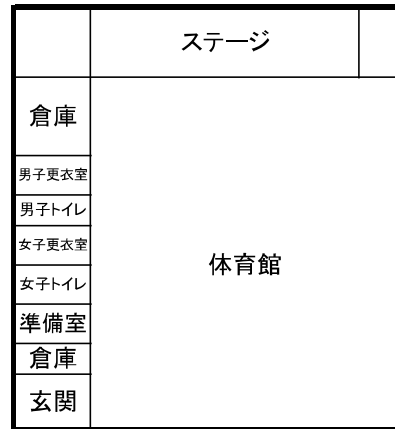 ステージ
倉庫
男子更衣室
男子トイレ
女子更衣室
体育館
女子トイレ
準備室
倉庫
玄関